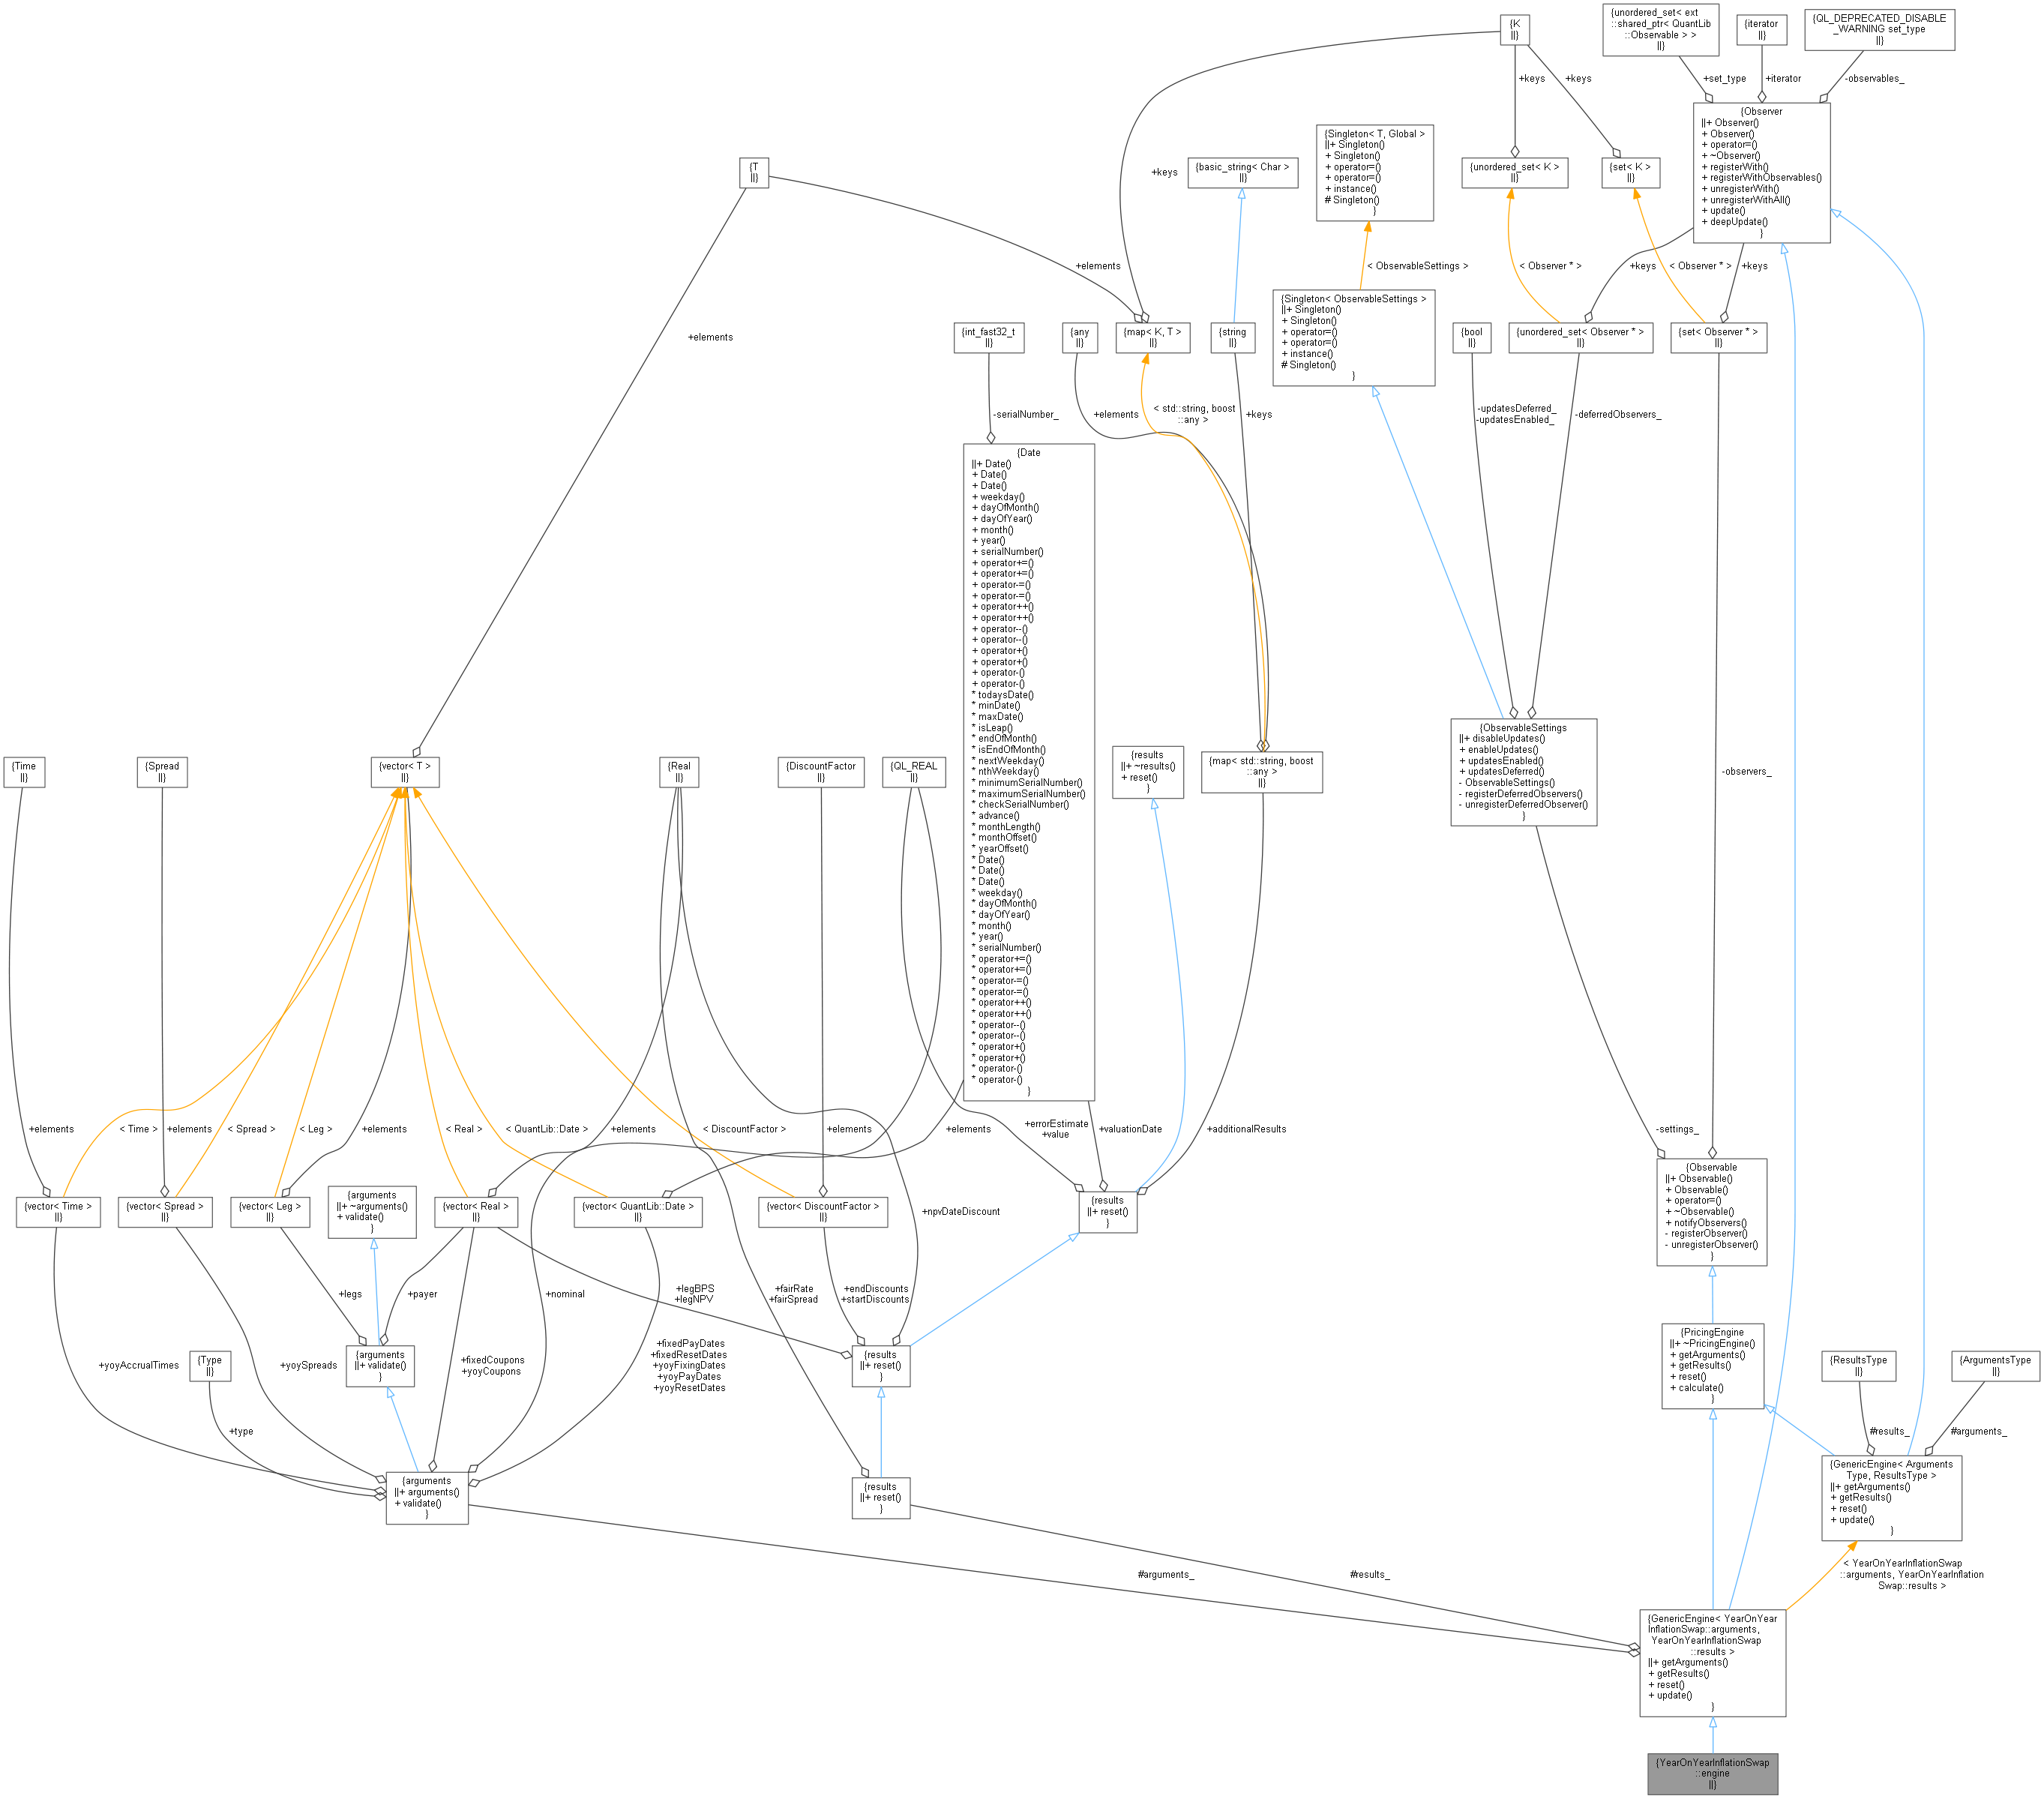 {K
||}
{unordered_set< ext
::shared_ptr< QuantLib
::Observable > >
||}
{iterator
||}
{QL_DEPRECATED_DISABLE
_WARNING set_type
||}
+keys
+keys
+set_type
+iterator
-observables_
{Observer
||+ Observer()
+ Observer()
+ operator=()
+ ~Observer()
+ registerWith()
+ registerWithObservables()
+ unregisterWith()
+ unregisterWithAll()
+ update()
+ deepUpdate()
}
{Singleton< T, Global >
||+ Singleton()
+ Singleton()
+ operator=()
+ operator=()
+ instance()
# Singleton()
}
{T
||}
+keys
{basic_string< Char >
||}
{unordered_set< K >
||}
{set< K >
||}
+elements
< ObservableSettings >
< Observer * >
+keys
< Observer * >
+keys
{Singleton< ObservableSettings >
||+ Singleton()
+ Singleton()
+ operator=()
+ operator=()
+ instance()
# Singleton()
}
+elements
{int_fast32_t
||}
{any
||}
{map< K, T >
||}
{string
||}
{bool
||}
{unordered_set< Observer * >
||}
{set< Observer * >
||}
-serialNumber_
+elements
< std::string, boost
::any >
+keys
-updatesDeferred_
-updatesEnabled_
-deferredObservers_
{Date
||+ Date()
+ Date()
+ Date()
+ weekday()
+ dayOfMonth()
+ dayOfYear()
+ month()
+ year()
+ serialNumber()
+ operator+=()
+ operator+=()
+ operator-=()
+ operator-=()
+ operator++()
+ operator++()
+ operator--()
+ operator--()
+ operator+()
+ operator+()
+ operator-()
+ operator-()
* todaysDate()
* minDate()
* maxDate()
* isLeap()
* endOfMonth()
* isEndOfMonth()
* nextWeekday()
* nthWeekday()
* minimumSerialNumber()
* maximumSerialNumber()
* checkSerialNumber()
* advance()
* monthLength()
* monthOffset()
* yearOffset()
* Date()
* Date()
* Date()
* weekday()
* dayOfMonth()
* dayOfYear()
* month()
* year()
* serialNumber()
* operator+=()
* operator+=()
* operator-=()
* operator-=()
* operator++()
* operator++()
* operator--()
* operator--()
* operator+()
* operator+()
* operator-()
* operator-()
}
{Time
||}
{Spread
||}
{vector< T >
||}
{Real
||}
{DiscountFactor
||}
{QL_REAL
||}
{results
||+ ~results()
+ reset()
}
{map< std::string, boost
::any >
||}
{ObservableSettings
||+ disableUpdates()
+ enableUpdates()
+ updatesEnabled()
+ updatesDeferred()
- ObservableSettings()
- registerDeferredObservers()
- unregisterDeferredObserver()
}
-observers_
+elements
< Time >
+elements
< Spread >
< Leg >
+elements
< Real >
< QuantLib::Date >
+elements
< DiscountFactor >
+elements
+elements
+errorEstimate
+value
+valuationDate
+additionalResults
-settings_
{vector< Time >
||}
{vector< Spread >
||}
{vector< Leg >
||}
{arguments
||+ ~arguments()
+ validate()
}
{vector< Real >
||}
{vector< QuantLib::Date >
||}
{vector< DiscountFactor >
||}
+npvDateDiscount
{results
||+ reset()
}
{Observable
||+ Observable()
+ Observable()
+ operator=()
+ ~Observable()
+ notifyObservers()
- registerObserver()
- unregisterObserver()
}
+legs
+payer
+nominal
+legBPS
+legNPV
+fairRate
+fairSpread
+endDiscounts
+startDiscounts
{PricingEngine
||+ ~PricingEngine()
+ getArguments()
+ getResults()
+ reset()
+ calculate()
}
+yoyAccrualTimes
{Type
||}
+yoySpreads
{arguments
||+ validate()
}
+fixedCoupons
+yoyCoupons
+fixedPayDates
+fixedResetDates
+yoyFixingDates
+yoyPayDates
+yoyResetDates
{results
||+ reset()
}
{ResultsType
||}
{ArgumentsType
||}
+type
#results_
#arguments_
{arguments
||+ arguments()
+ validate()
}
{results
||+ reset()
}
{GenericEngine< Arguments
Type, ResultsType >
||+ getArguments()
+ getResults()
+ reset()
+ update()
}
#arguments_
#results_
< YearOnYearInflationSwap
::arguments, YearOnYearInflation
Swap::results >
{GenericEngine< YearOnYear
InflationSwap::arguments,
YearOnYearInflationSwap
::results >
||+ getArguments()
+ getResults()
+ reset()
+ update()
}
{YearOnYearInflationSwap
::engine
||}